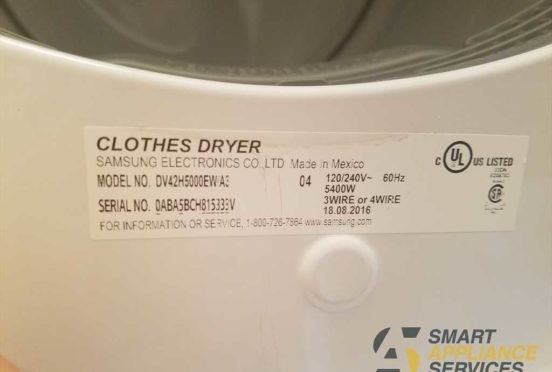 CLOTHES DRYER
SAMSUNG ELECTRONICS CO.,LTD Made in Mexico
MODEL NO. DV42H5000EW/A3 04 120/240V~ 60Hz
5400W
SERIAL NO. 0ABA5BCH815333V 3WIRE or 4WIRE
18.08.2016
FOR INFORMATION OR SERVICE, 1-800-726-7864 www.samsung.com
C UL US LISTED
SMART
APPLIANCE
SERVICES